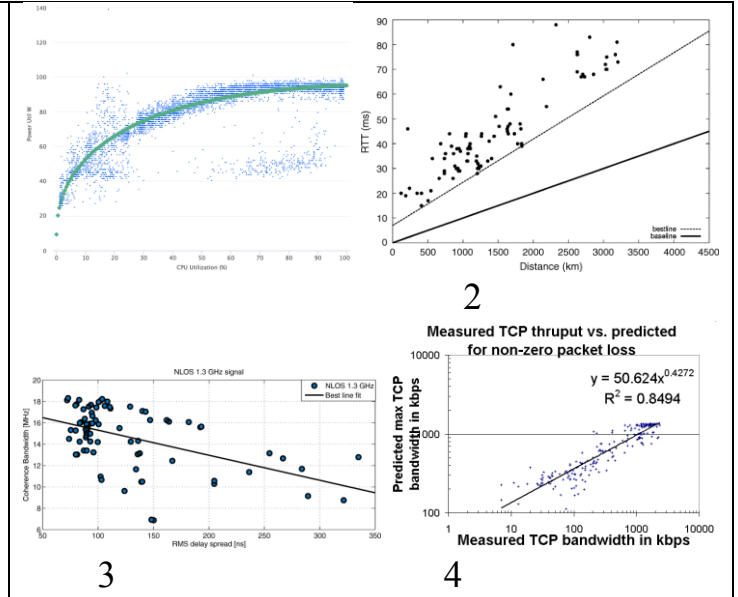 140
120
100
80
60
40
20
0
Power Util W
0 10 20 30 40 50 60 70 80 90 100
CPU Utilization (%)
90
80
70
60
50
40
30
20
10
0
RTT (ms)
bestline
baseline
0 500 1000 1500 2000 2500 3000 3500 4000 4500
Distance (km)
2
NLOS 1.3 GHz signal
20
18
16
14
12
10
8
6
Coherence Bandwidth [MHz]
NLOS 1.3 GHz
Best line fit
50 100 150 200 250 300 350
RMS delay spread [ns]
3
Measured TCP thruput vs. predicted
for non-zero packet loss
10000
1000
100
Predicted max TCP
bandwidth in kbps
y = 50.624x^0.4272
R² = 0.8494
1 10 100 1000 10000
Measured TCP bandwidth in kbps
4